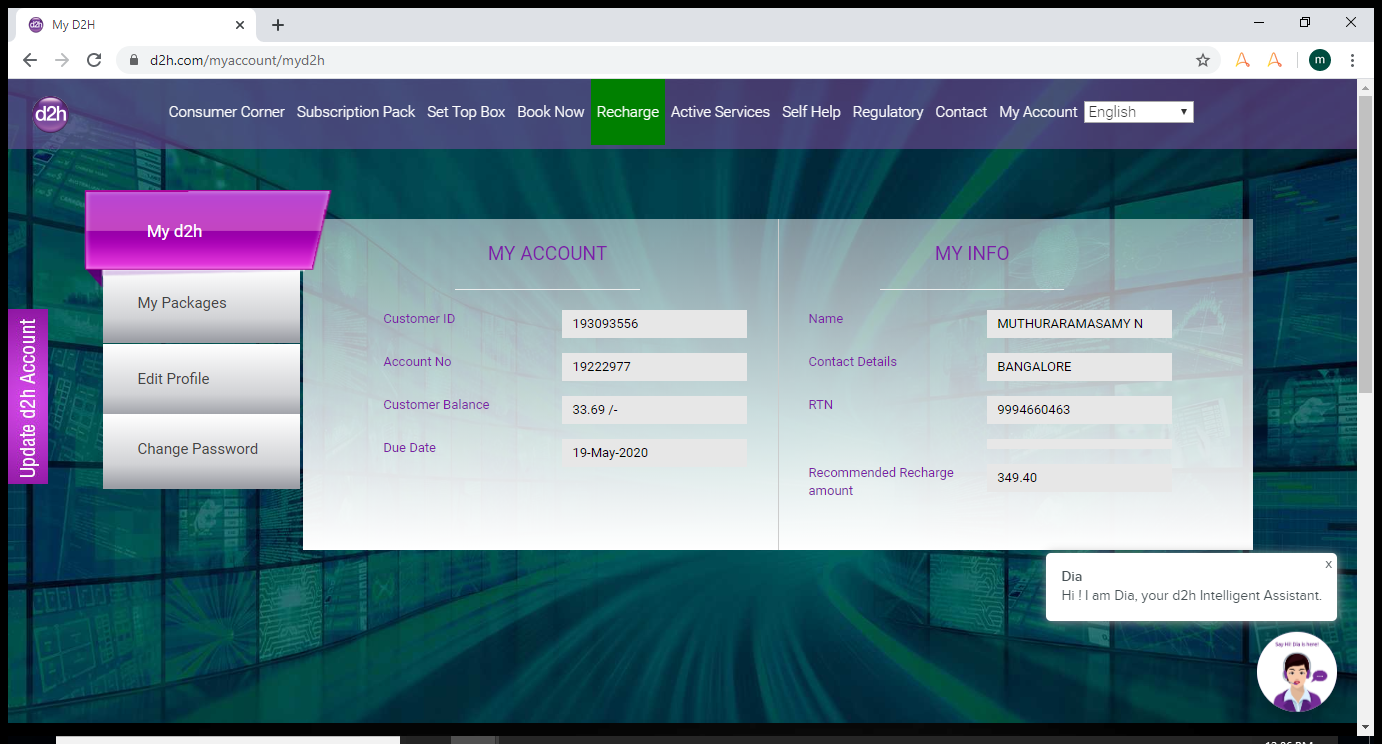 My D2H
d2h.com/myaccount/myd2h
m
d2h
Consumer Corner Subscription Pack Set Top Box Book Now Recharge Active Services Self Help Regulatory Contact My Account English
My d2h
My Packages
Edit Profile
Change Password
Update d2h Account
MY ACCOUNT
Customer ID 193093556
Account No 19222977
Customer Balance 33.69 /-
Due Date 19-May-2020
MY INFO
Name MUTHURARAMASAMY N
Contact Details BANGALORE
RTN 9994660463
Recommended Recharge
amount 349.40
x
Dia
Hi ! I am Dia, your d2h Intelligent Assistant.
Say Hi! Dia is here!